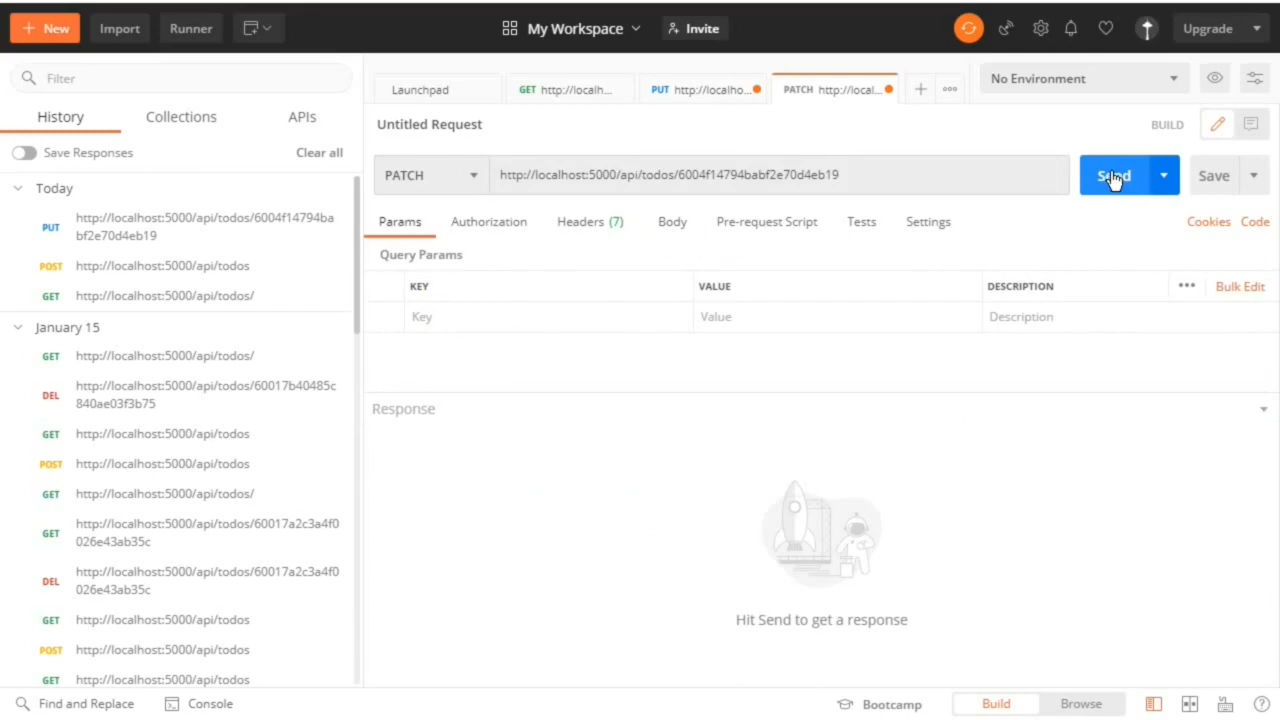 New
Import
Runner
My Workspace
Invite
Upgrade
Filter
Launchpad
GET http://localh...
PUT http://localho...
PATCH http://local...
No Environment
History
Collections
APIs
Untitled Request
BUILD
Save Responses
Clear all
PATCH
http://localhost:5000/api/todos/6004f14794babf2e70d4eb19
Send
Save
Today
PUT http://localhost:5000/api/todos/6004f14794ba
bf2e70d4eb19
POST http://localhost:5000/api/todos
GET http://localhost:5000/api/todos/
January 15
GET http://localhost:5000/api/todos/
DEL http://localhost:5000/api/todos/60017b40485c
840ae03f3b75
GET http://localhost:5000/api/todos
POST http://localhost:5000/api/todos
GET http://localhost:5000/api/todos/
GET http://localhost:5000/api/todos/60017a2c3a4f0
026e43ab35c
DEL http://localhost:5000/api/todos/60017a2c3a4f0
026e43ab35c
GET http://localhost:5000/api/todos
POST http://localhost:5000/api/todos
GET http://localhost:5000/api/todos
Params
Authorization
Headers (7)
Body
Pre-request Script
Tests
Settings
Cookies
Code
Query Params
KEY
VALUE
DESCRIPTION
Bulk Edit
Key
Value
Description
Response
Hit Send to get a response
Find and Replace
Console
Bootcamp
Build
Browse